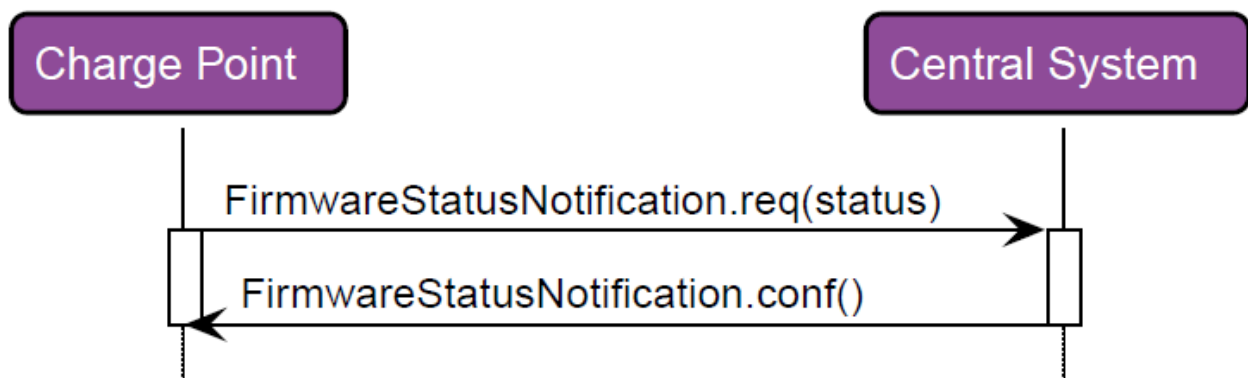 Charge Point
Central System
FirmwareStatusNotification.req(status)
FirmwareStatusNotification.conf()